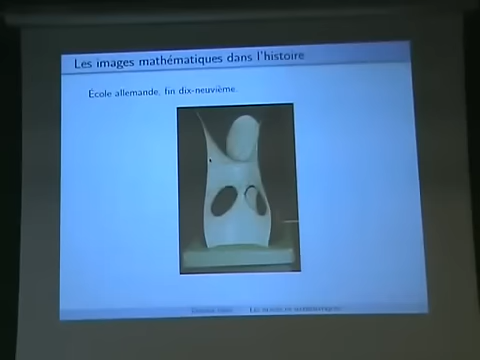 Les images mathématiques dans l'histoire
École allemande, fin dix-neuvième.